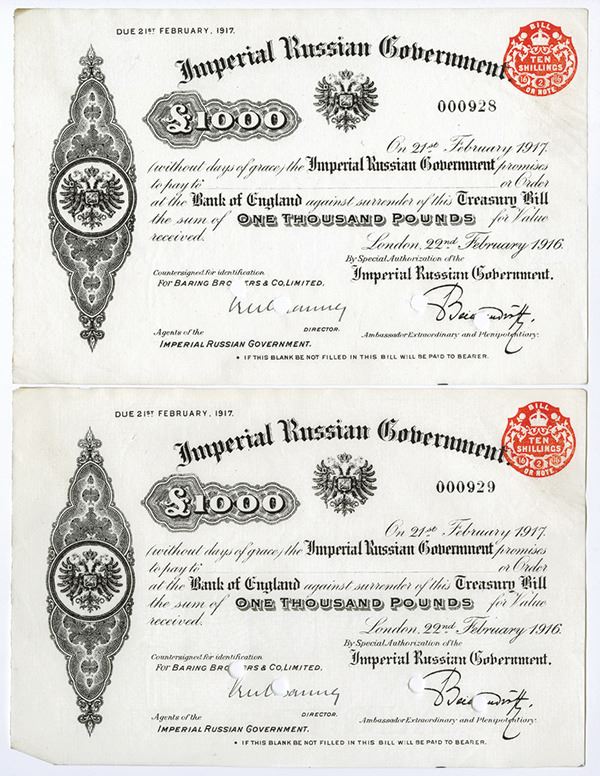 DUE 21ST FEBRUARY, 1917.
Imperial Russian Government.
BILL
TEN
SHILLINGS
16 2 16
OR NOTE
£1000
000928
On 21st February 1917.
(without days of grace) the Imperial Russian Government promises
to pay to * or Order
at the Bank of England against surrender of this Treasury Bill
the sum of ONE THOUSAND POUNDS for Value
received.
London, 22nd February 1916.
By Special Authorization of the
Imperial Russian Government.
Countersigned for identification.
FOR BARING BROTHERS & CO, LIMITED,
DIRECTOR.
Agents of the
IMPERIAL RUSSIAN GOVERNMENT.
Ambassador Extraordinary and Plenipotentiary.
* IF THIS BLANK BE NOT FILLED IN THIS BILL WILL BE PAID TO BEARER.
DUE 21ST FEBRUARY, 1917.
Imperial Russian Government.
BILL
TEN
SHILLINGS
16 2 16
OR NOTE
£1000
000929
On 21st February 1917.
(without days of grace) the Imperial Russian Government promises
to pay to * or Order
at the Bank of England against surrender of this Treasury Bill
the sum of ONE THOUSAND POUNDS for Value
received.
London, 22nd February 1916.
By Special Authorization of the
Imperial Russian Government.
Countersigned for identification.
FOR BARING BROTHERS & CO, LIMITED,
DIRECTOR.
Agents of the
IMPERIAL RUSSIAN GOVERNMENT.
Ambassador Extraordinary and Plenipotentiary.
* IF THIS BLANK BE NOT FILLED IN THIS BILL WILL BE PAID TO BEARER.